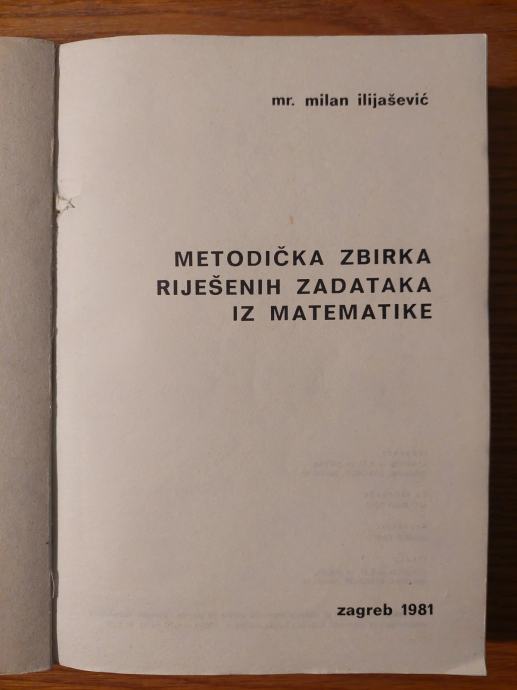 mr. milan ilijašević
METODIČKA ZBIRKA
RIJEŠENIH ZADATAKA
IZ MATEMATIKE
zagreb 1981